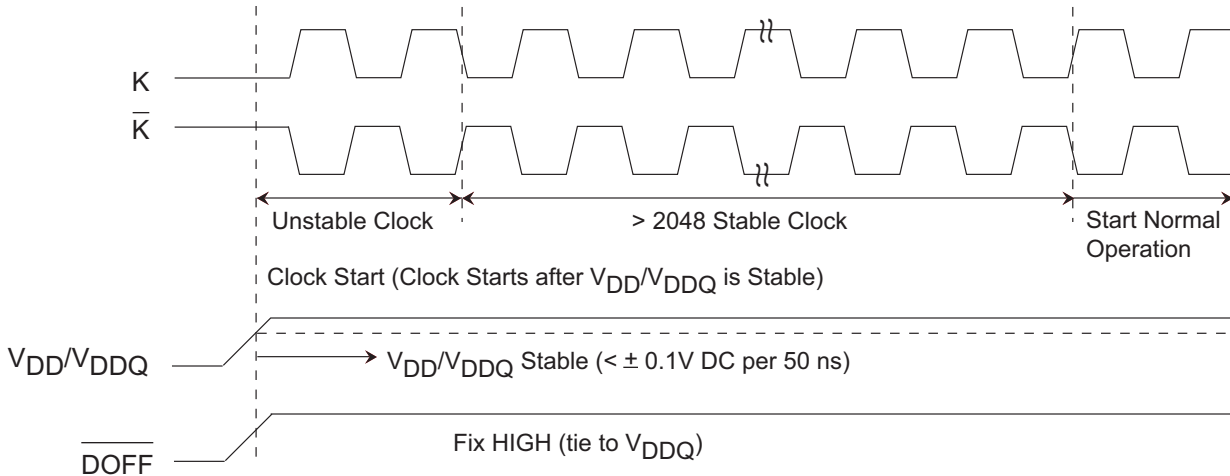 K
K̅
Unstable Clock
> 2048 Stable Clock
Start Normal
Operation
Clock Start (Clock Starts after VDD/VDDQ is Stable)
VDD/VDDQ
VDD/VDDQ Stable (< ± 0.1V DC per 50 ns)
D̅O̅F̅F̅
Fix HIGH (tie to VDDQ)